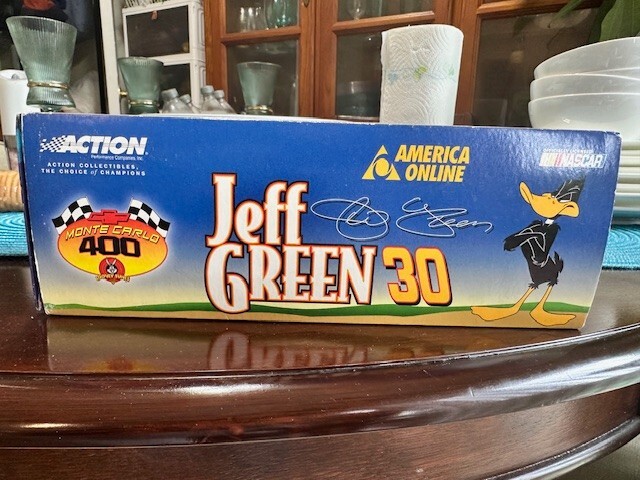 ACTION
Performance Companies, Inc.
ACTION COLLECTIBLES,
THE CHOICE of CHAMPIONS
AMERICA
ONLINE
NASCAR
MONTE CARLO
400
Jeff
GREEN 30